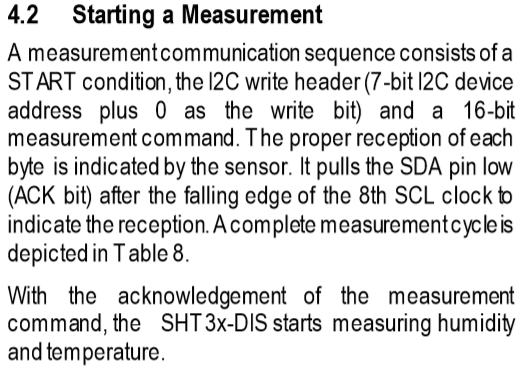 4.2 Starting a Measurement
A measurement communication sequence consists of a
START condition, the I2C write header (7-bit I2C device
address plus 0 as the write bit) and a 16-bit
measurement command. The proper reception of each
byte is indicated by the sensor. It pulls the SDA pin low
(ACK bit) after the falling edge of the 8th SCL clock to
indicate the reception. A complete measurement cycle is
depicted in Table 8.
With the acknowledgement of the measurement
command, the SHT3x-DIS starts measuring humidity
and temperature.